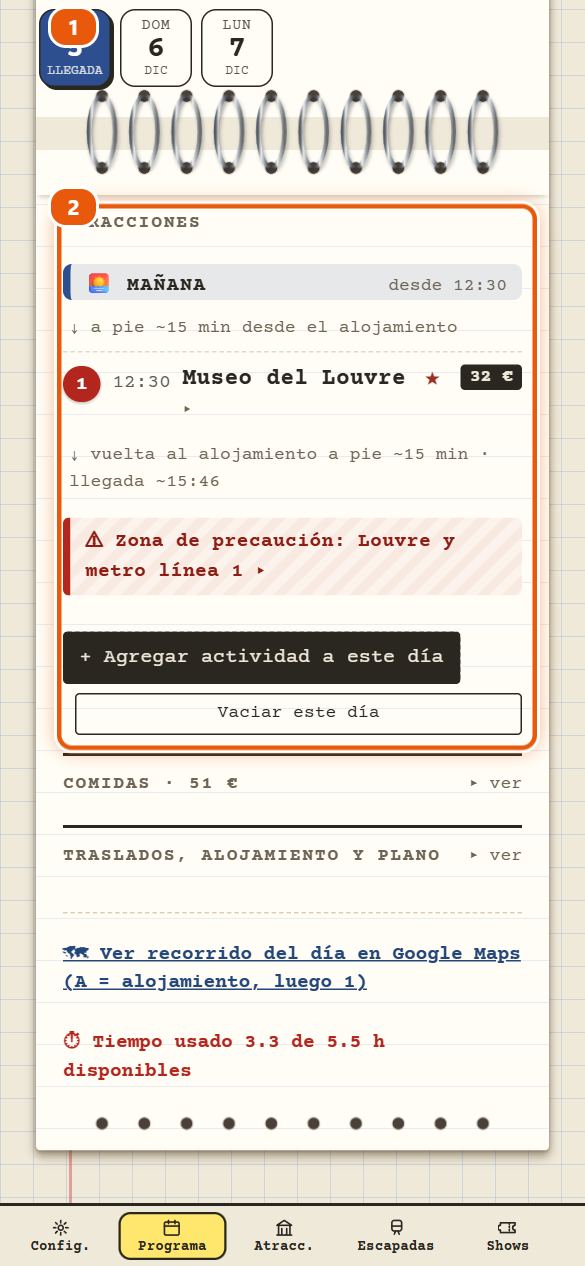 1
DOM
LUN
6
7
LLEGADA
DIC
DIC
2
RACCIONES
MAÑANA
desde 12:30
↓ a pie ~15 min desde el alojamiento
1
12:30
Museo del Louvre ★
32 €
▸
↓ vuelta al alojamiento a pie ~15 min ·
llegada ~15:46
⚠ Zona de precaución: Louvre y
metro línea 1 ▸
+ Agregar actividad a este día
Vaciar este día
COMIDAS · 51 €
▸ ver
TRASLADOS, ALOJAMIENTO Y PLANO
▸ ver
Ver recorrido del día en Google Maps
(A = alojamiento, luego 1)
Tiempo usado 3.3 de 5.5 h
disponibles
Config.
Programa
Atracc.
Escapadas
Shows